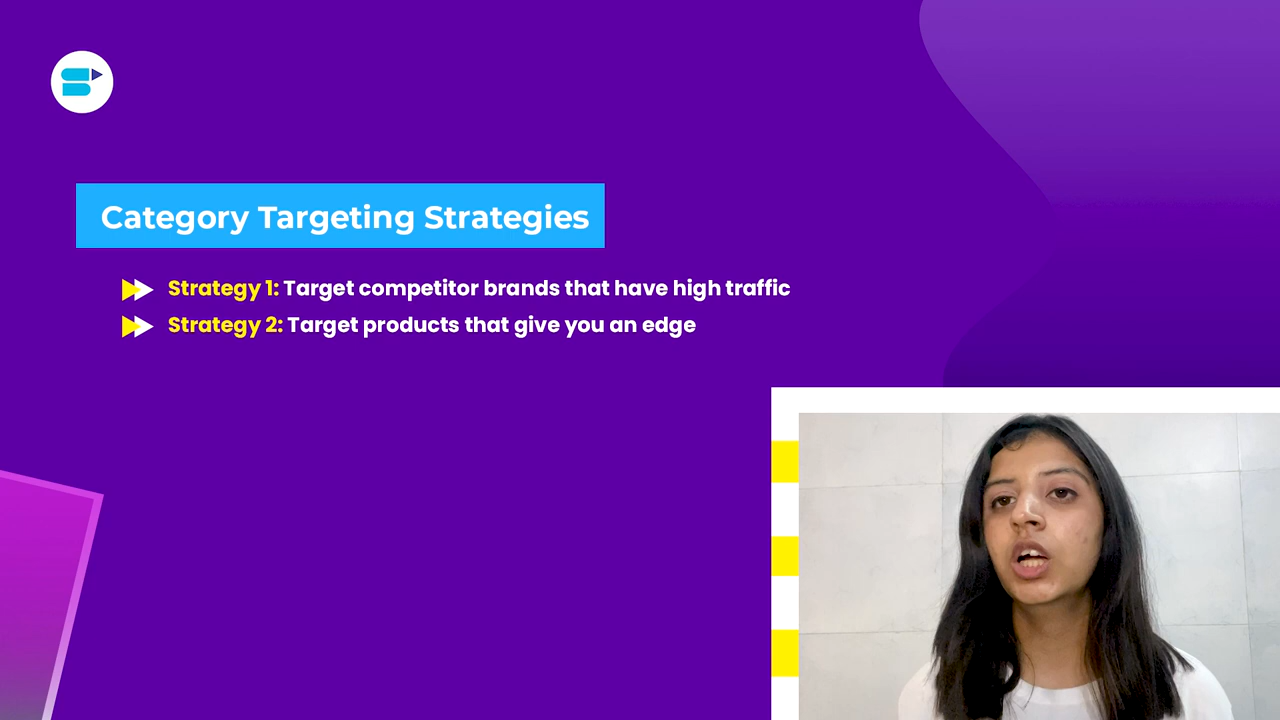 Category Targeting Strategies
Strategy 1: Target competitor brands that have high traffic
Strategy 2: Target products that give you an edge